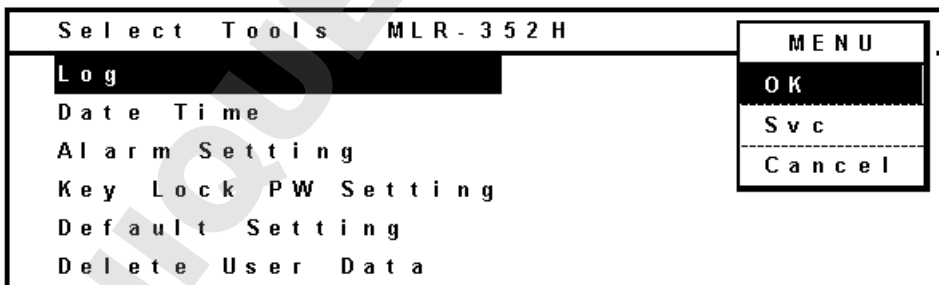 Select Tools MLR-352H
MENU
Log
OK
Date Time
Svc
Alarm Setting
Cancel
Key Lock PW Setting
Default Setting
Delete User Data